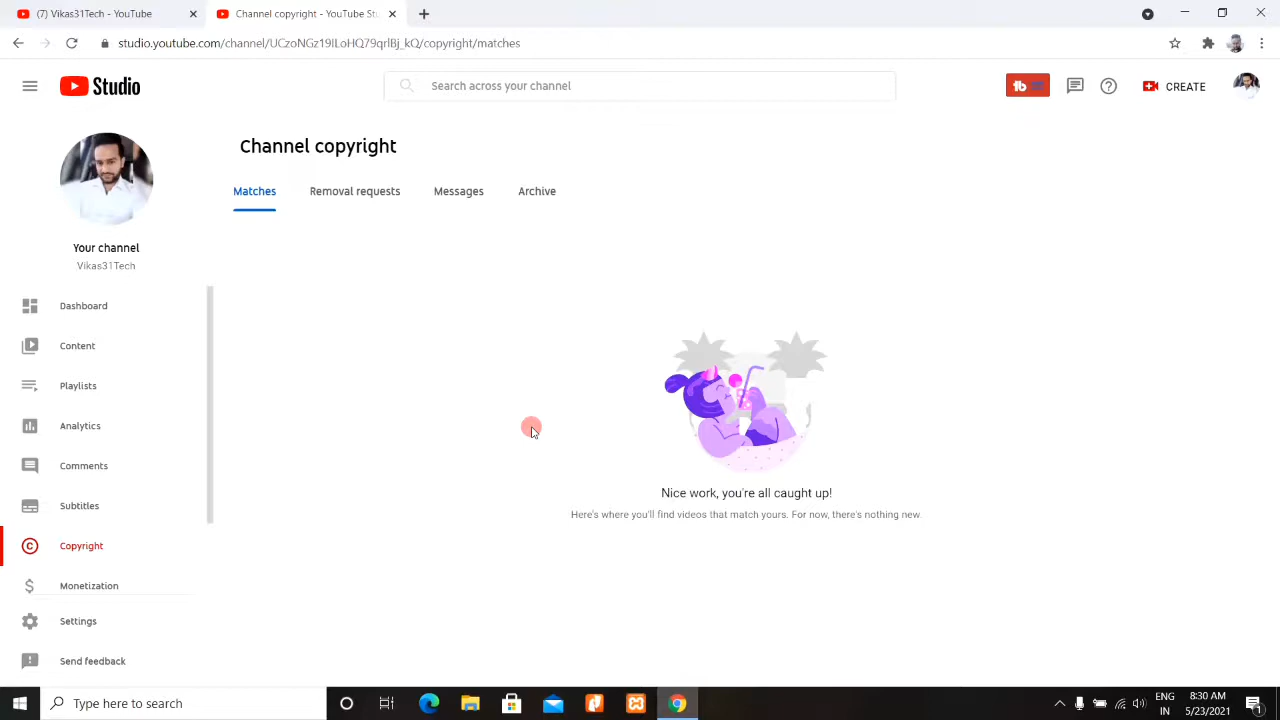 (7) Vikas31Tech
Channel copyright - YouTube Stu
studio.youtube.com/channel/UCzoNGz19ILoHQ79qrlBj_kQ/copyright/matches
Studio
Search across your channel
CREATE
Channel copyright
Matches
Removal requests
Messages
Archive
Your channel
Vikas31Tech
Dashboard
Content
Playlists
Analytics
Comments
Subtitles
Copyright
Monetization
Settings
Send feedback
Nice work, you're all caught up!
Here's where you'll find videos that match yours. For now, there's nothing new.
Type here to search
ENG
IN
8:30 AM
5/23/2021